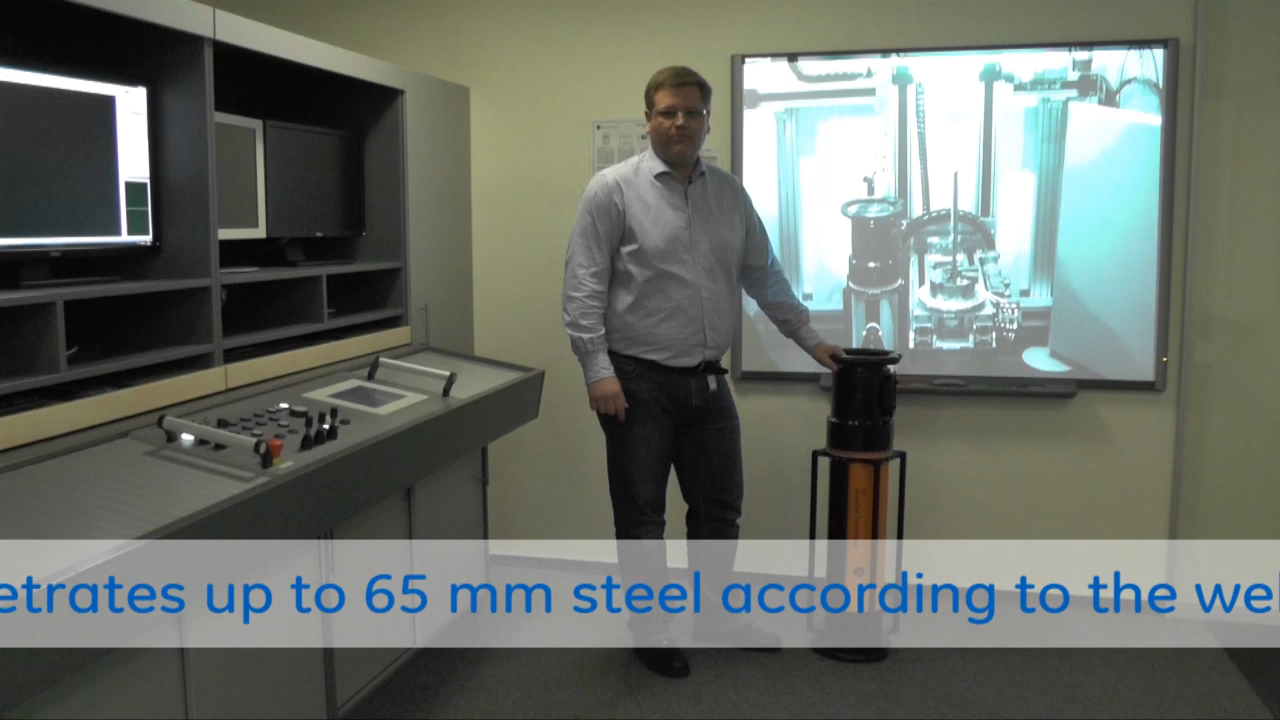 etrates up to 65 mm steel according to the wel